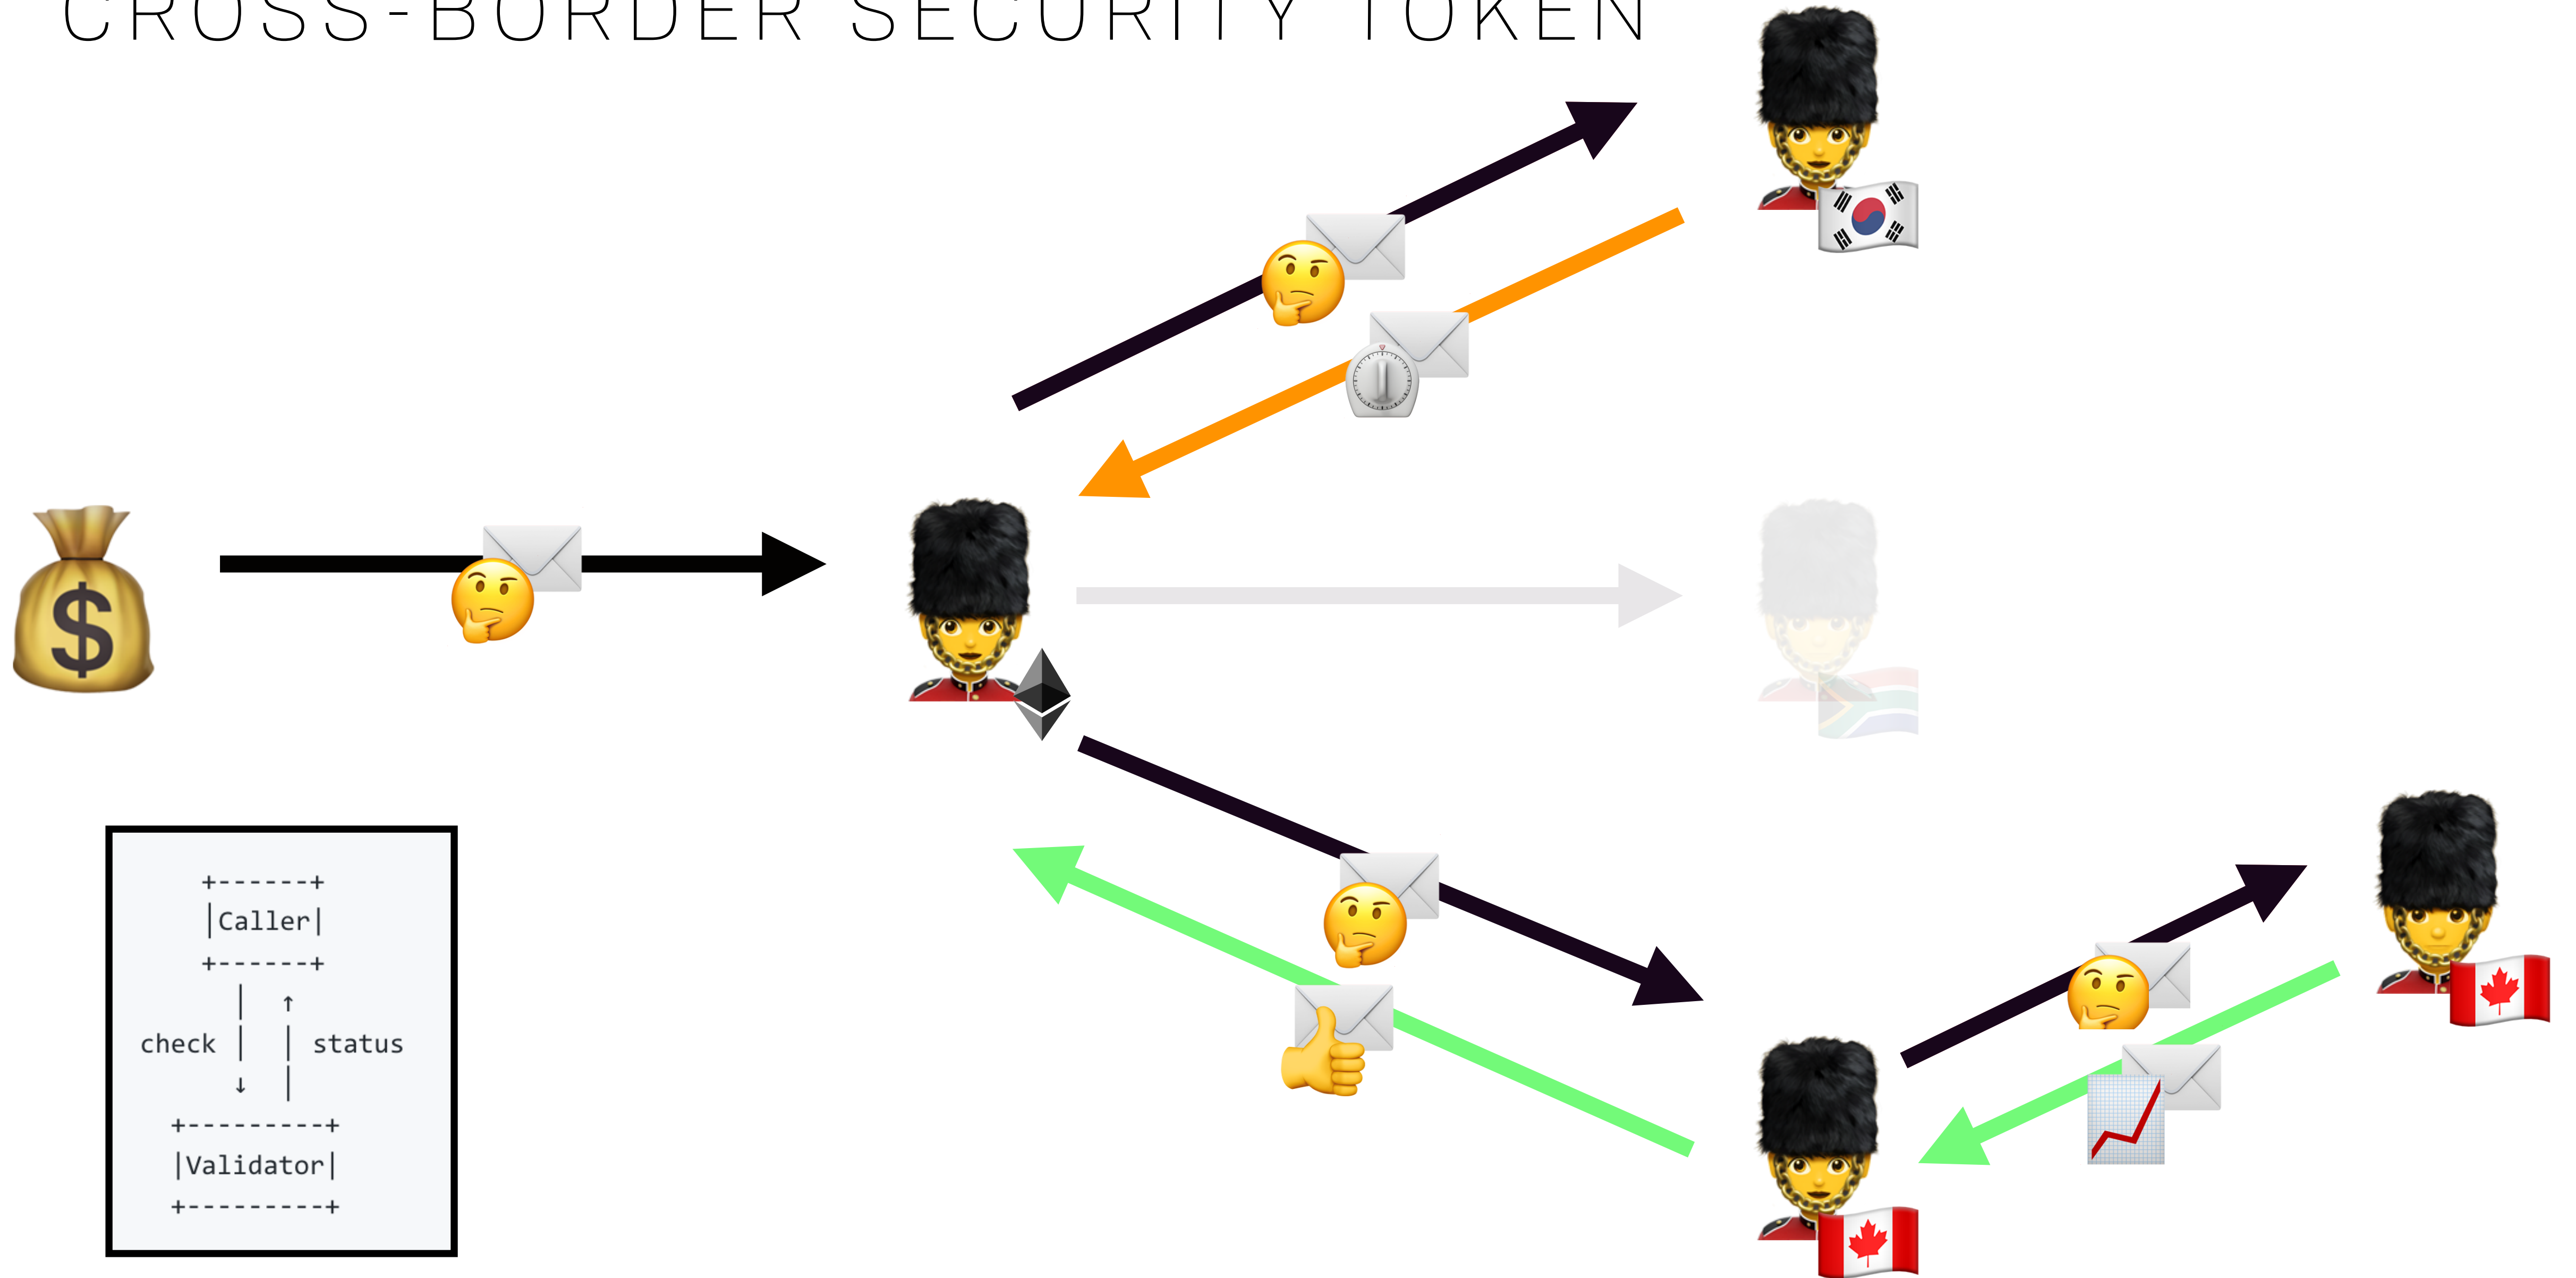 CROSS-BORDER SECURITY TOKEN
$
+------+
|Caller|
+------+
| ↑
check | | status
↓ |
+---------+
|Validator|
+---------+